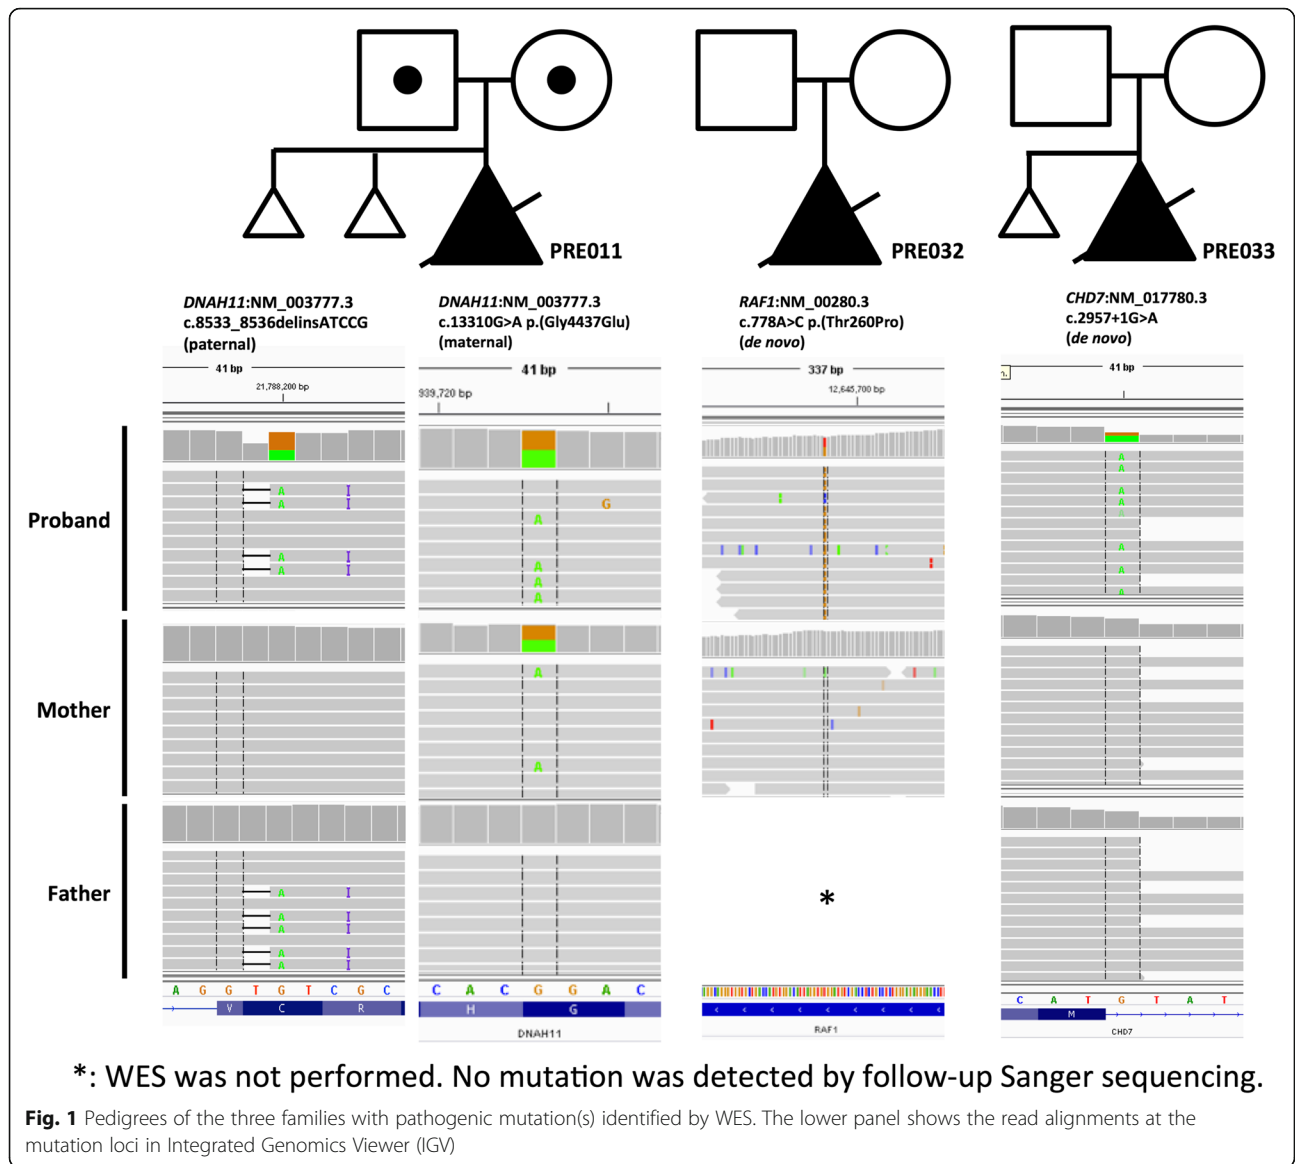 PRE011
PRE032
PRE033
DNAH11:NM_003777.3
c.8533_8536delinsATCCG
(paternal)
DNAH11:NM_003777.3
c.13310G>A p.(Gly4437Glu)
(maternal)
RAF1:NM_00280.3
c.778A>C p.(Thr260Pro)
(de novo)
CHD7:NM_017780.3
c.2957+1G>A
(de novo)
41 bp
21,788,200 bp
41 bp
939,720 bp
337 bp
12,645,700 bp
n.
41 bp
Proband
A I
A I
A I
A I
G
A
A
A
A
A
A
A
A
A
A
A
A
Mother
A
A
Father
A I
A I
A I
A I
A I
*
A G G T G T C G C
V C R
C A C G G A C
H G
DNAH11
RAF1
C A T G T A T
M
CHD7
*: WES was not performed. No mutation was detected by follow-up Sanger sequencing.
Fig. 1 Pedigrees of the three families with pathogenic mutation(s) identified by WES. The lower panel shows the read alignments at the
mutation loci in Integrated Genomics Viewer (IGV)